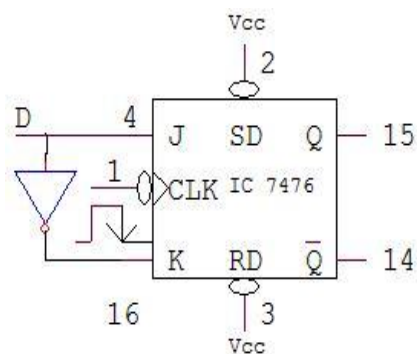 Vcc
2
D 4 J SD Q 15
1 CLK IC 7476
K RD Q̅ 14
16 3
Vcc